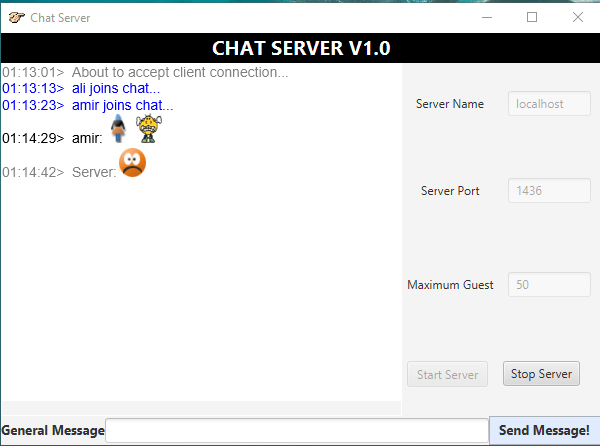 Chat Server
CHAT SERVER V1.0
01:13:01> About to accept client connection...
01:13:13> ali joins chat...
01:13:23> amir joins chat...
01:14:29> amir:
01:14:42> Server:
Server Name localhost
Server Port 1436
Maximum Guest 50
Start Server Stop Server
General Message Send Message!